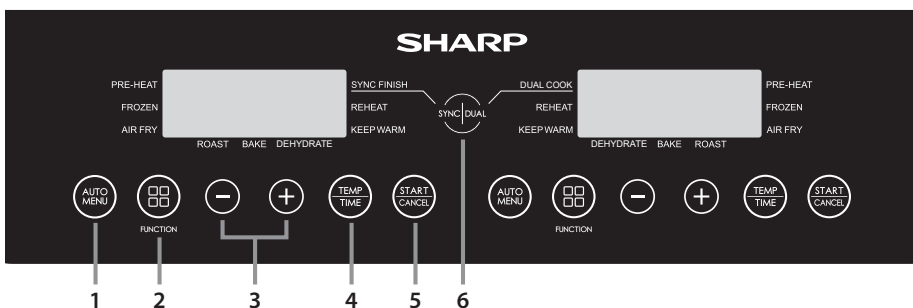 SHARP
PRE-HEAT SYNC FINISH DUAL COOK PRE-HEAT
FROZEN REHEAT SYNC DUAL REHEAT FROZEN
AIR FRY KEEP WARM KEEP WARM AIR FRY
ROAST BAKE DEHYDRATE DEHYDRATE BAKE ROAST
AUTO MENU
FUNCTION
−
+
TEMP TIME
START CANCEL
AUTO MENU
FUNCTION
−
+
TEMP TIME
START CANCEL
1 2 3 4 5 6